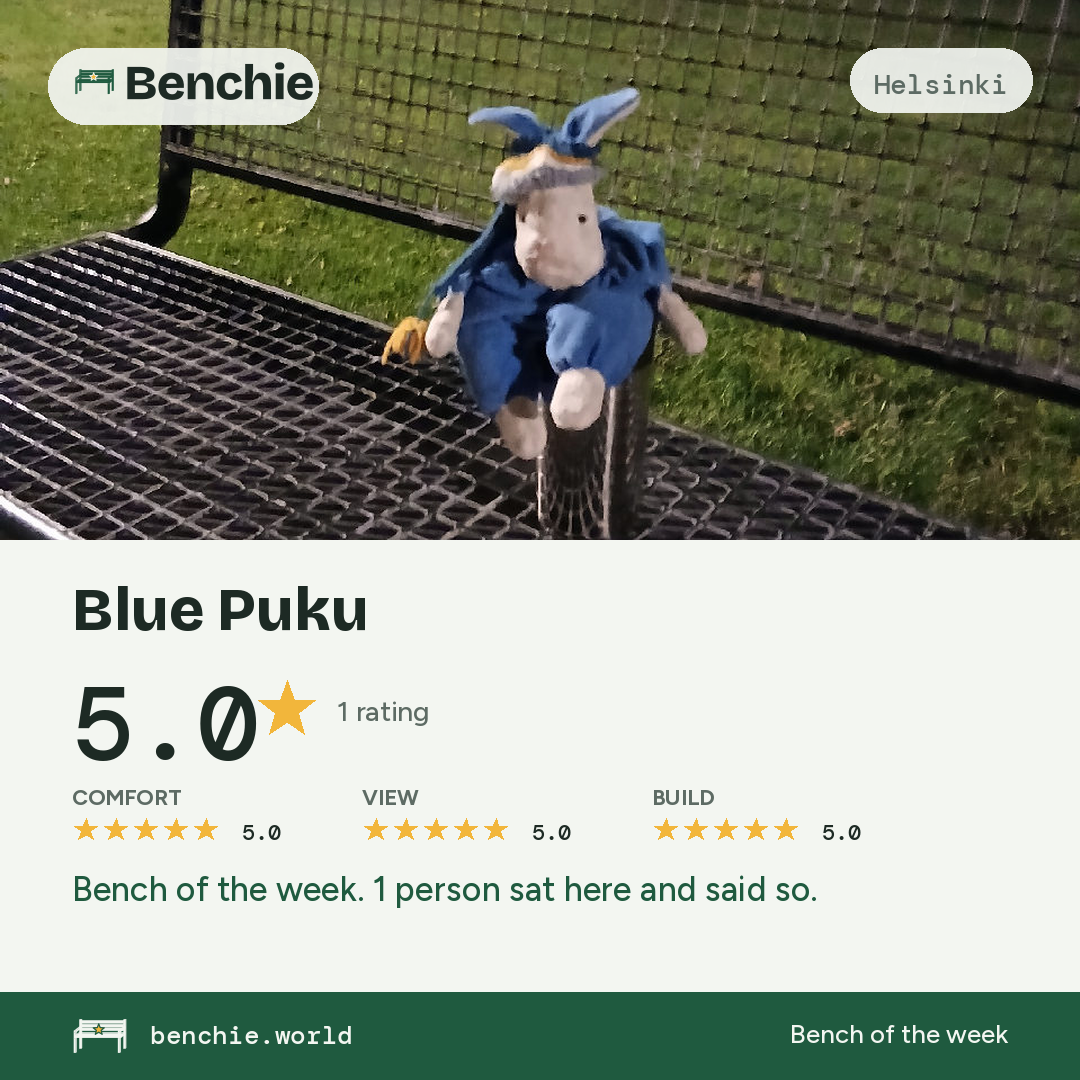 Benchie
Helsinki
Blue Puku
5.0 1 rating
COMFORT VIEW BUILD
5.0 5.0 5.0
Bench of the week. 1 person sat here and said so.
benchie.world Bench of the week